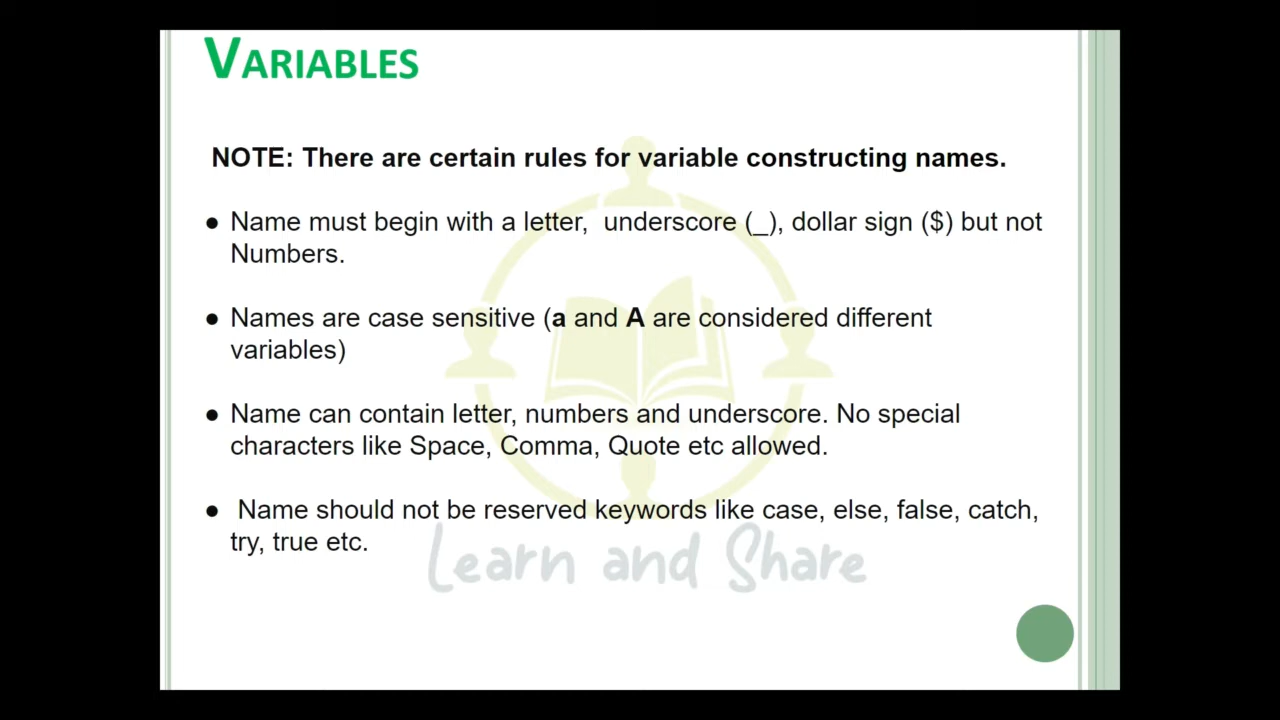 VARIABLES
NOTE: There are certain rules for variable constructing names.
● Name must begin with a letter, underscore (_), dollar sign ($) but not
Numbers.
● Names are case sensitive (a and A are considered different
variables)
● Name can contain letter, numbers and underscore. No special
characters like Space, Comma, Quote etc allowed.
● Name should not be reserved keywords like case, else, false, catch,
try, true etc.
Learn and Share